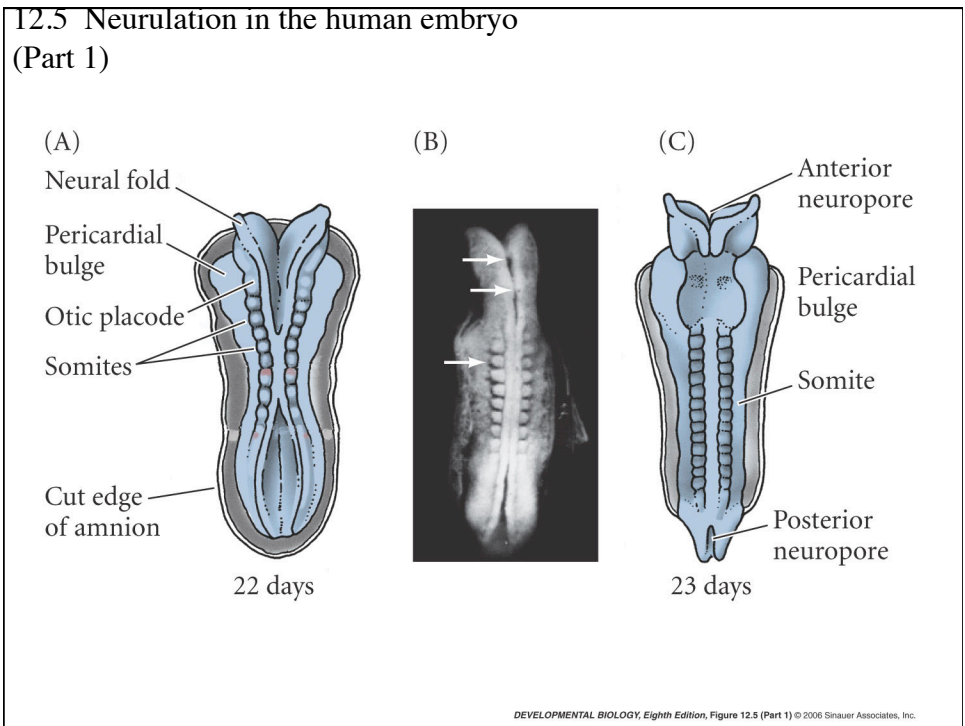 12.5 Neurulation in the human embryo
(Part 1)
(A)
Neural fold
Pericardial
bulge
Otic placode
Somites
Cut edge
of amnion
22 days
(B)
(C)
Anterior
neuropore
Pericardial
bulge
Somite
Posterior
neuropore
23 days
DEVELOPMENTAL BIOLOGY, Eighth Edition, Figure 12.5 (Part 1) © 2006 Sinauer Associates, Inc.